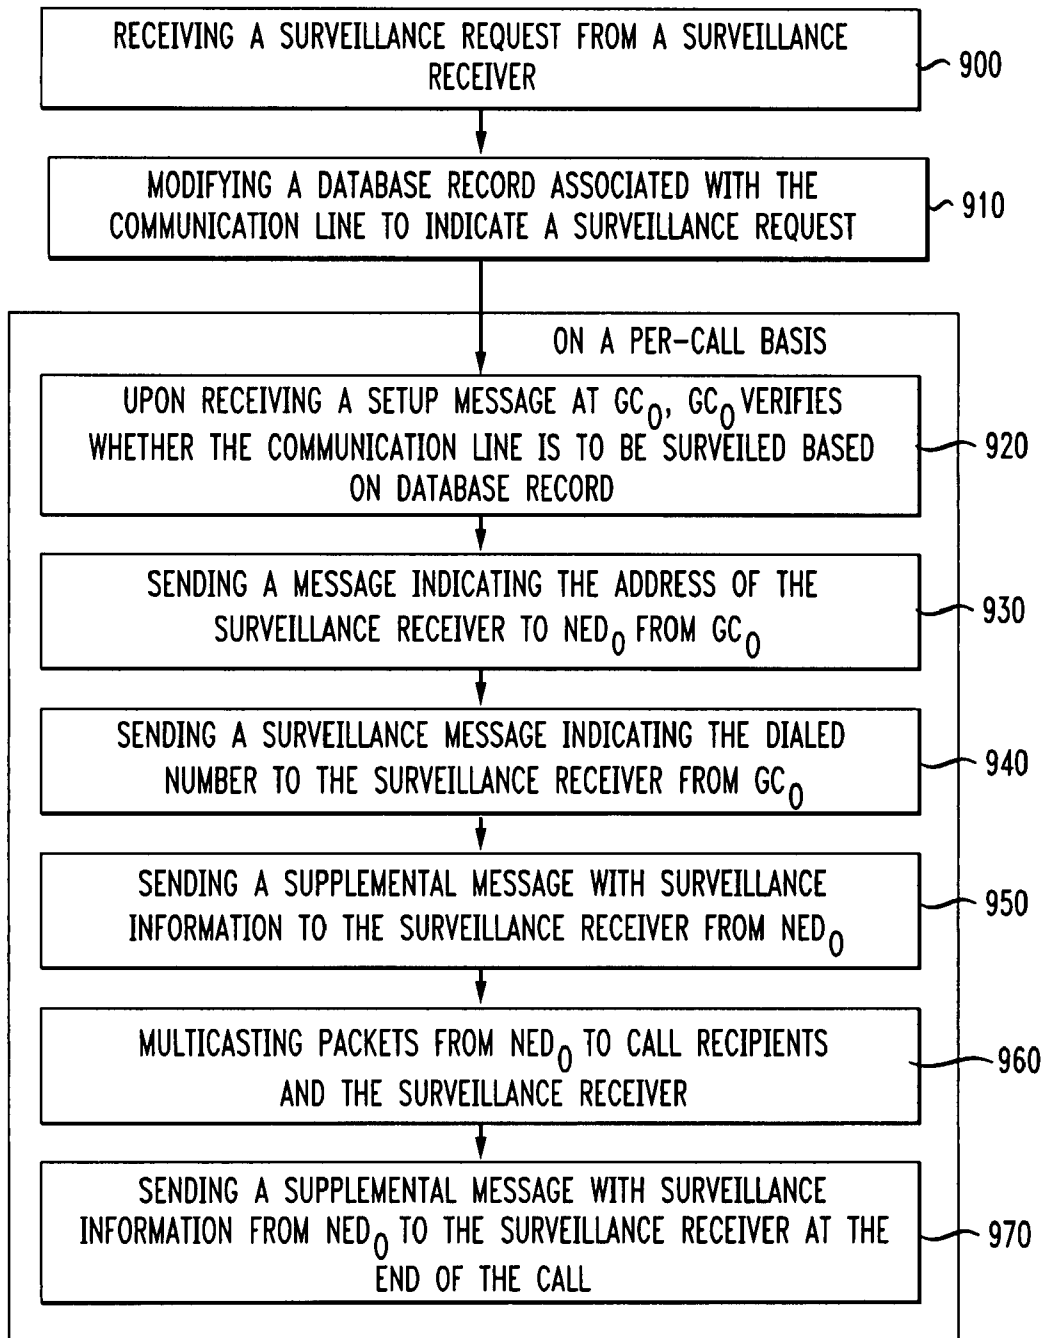 RECEIVING A SURVEILLANCE REQUEST FROM A SURVEILLANCE
RECEIVER
900
MODIFYING A DATABASE RECORD ASSOCIATED WITH THE
COMMUNICATION LINE TO INDICATE A SURVEILLANCE REQUEST
910
ON A PER-CALL BASIS
UPON RECEIVING A SETUP MESSAGE AT GC0, GC0 VERIFIES
WHETHER THE COMMUNICATION LINE IS TO BE SURVEILED BASED
ON DATABASE RECORD
920
SENDING A MESSAGE INDICATING THE ADDRESS OF THE
SURVEILLANCE RECEIVER TO NED0 FROM GC0
930
SENDING A SURVEILLANCE MESSAGE INDICATING THE DIALED
NUMBER TO THE SURVEILLANCE RECEIVER FROM GC0
940
SENDING A SUPPLEMENTAL MESSAGE WITH SURVEILLANCE
INFORMATION TO THE SURVEILLANCE RECEIVER FROM NED0
950
MULTICASTING PACKETS FROM NED0 TO CALL RECIPIENTS
AND THE SURVEILLANCE RECEIVER
960
SENDING A SUPPLEMENTAL MESSAGE WITH SURVEILLANCE
INFORMATION FROM NED0 TO THE SURVEILLANCE RECEIVER AT THE
END OF THE CALL
970